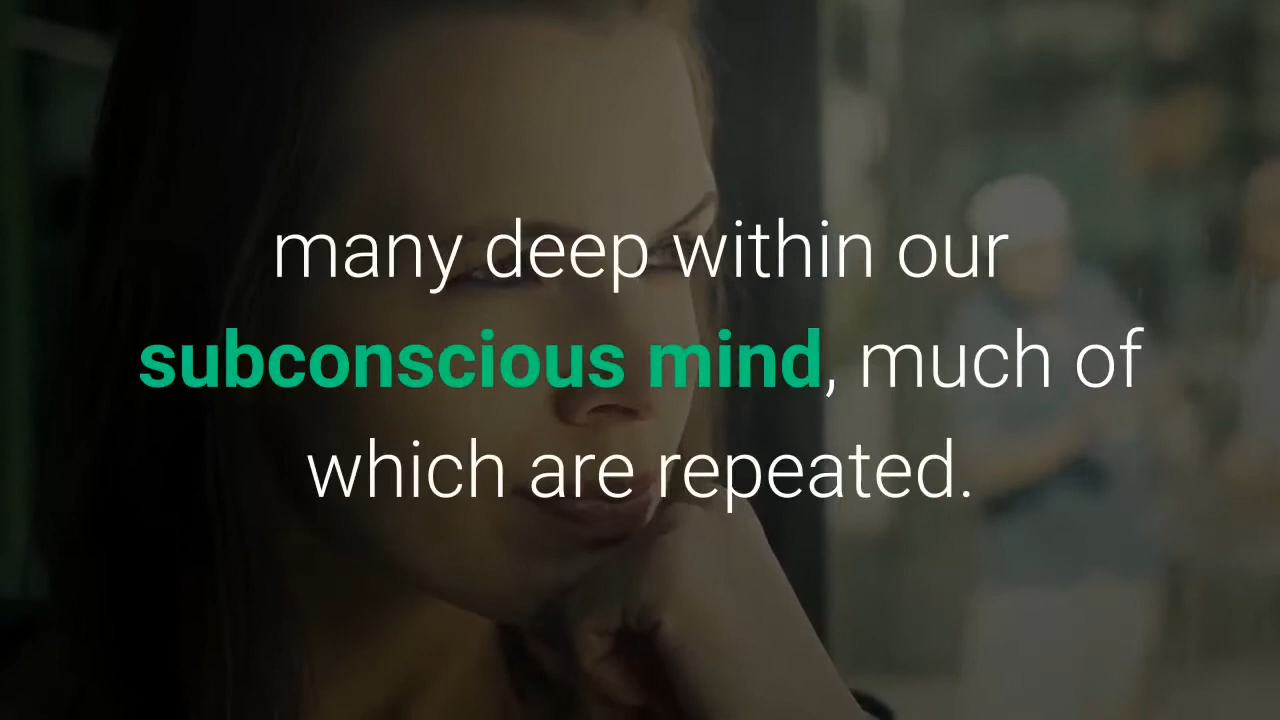 many deep within our
subconscious mind, much of
which are repeated.